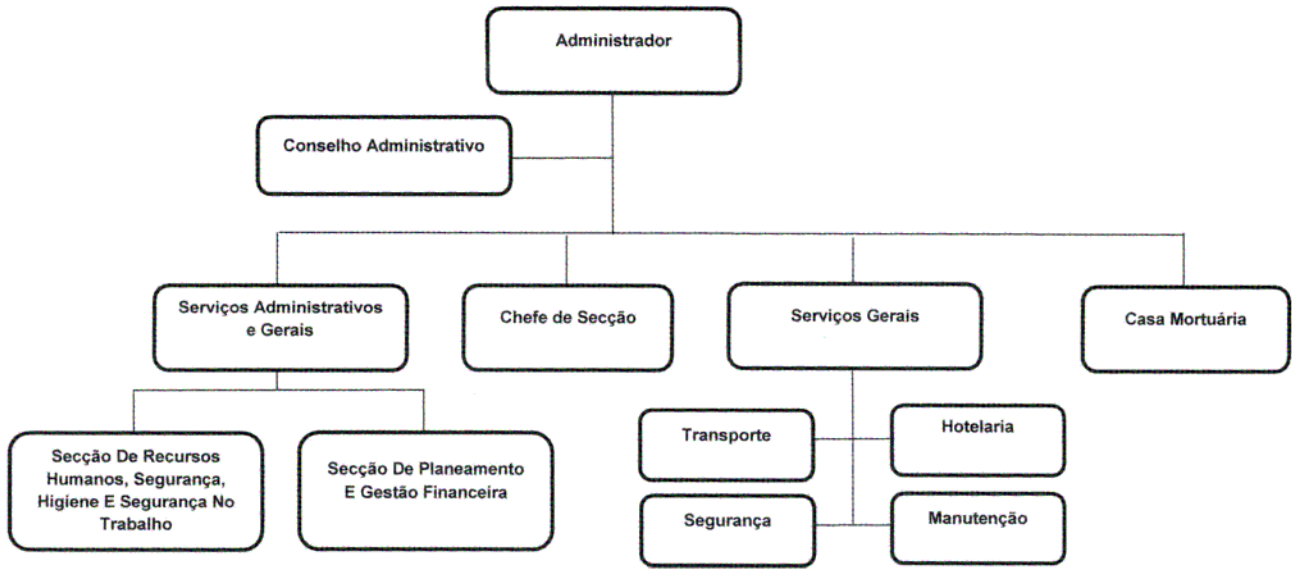 Administrador
Conselho Administrativo
Serviços Administrativos
e Gerais
Chefe de Secção
Serviços Gerais
Casa Mortuária
Secção De Recursos
Humanos, Segurança,
Higiene E Segurança No
Trabalho
Secção De Planeamento
E Gestão Financeira
Transporte
Hotelaria
Segurança
Manutenção